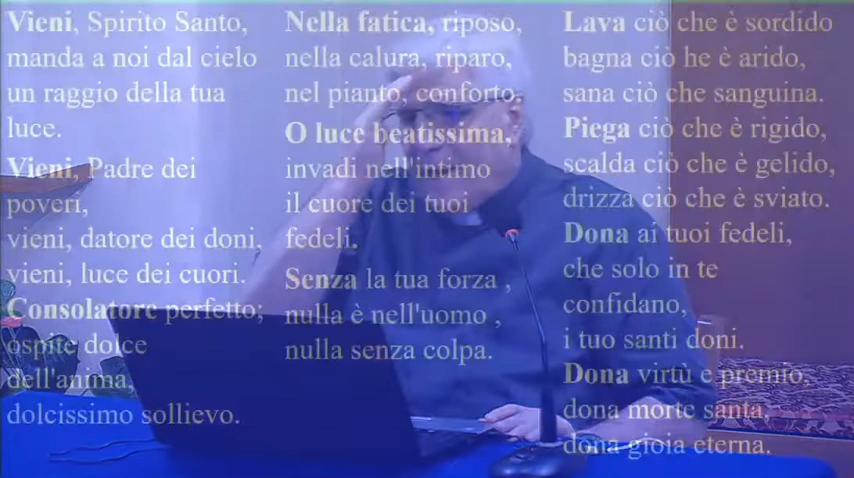 Vieni, Spirito Santo,
manda a noi dal cielo
un raggio della tua
luce.
Vieni, Padre dei
poveri,
vieni, datore dei doni,
vieni, luce dei cuori.
Consolatore perfetto;
ospite dolce
dell'anima,
dolcissimo sollievo.
Nella fatica, riposo,
nella calura, riparo,
nel pianto, conforto.
O luce beatissima,
invadi nell'intimo
il cuore dei tuoi
fedeli.
Senza la tua forza ,
nulla è nell'uomo ,
nulla senza colpa.
Lava ciò che è sordido
bagna ciò he è arido,
sana ciò che sanguina.
Piega ciò che è rigido,
scalda ciò che è gelido,
drizza ciò che è sviato.
Dona ai tuoi fedeli,
che solo in te
confidano,
i tuoi santi doni.
Dona virtù e premio,
dona morte santa,
dona gioia eterna.